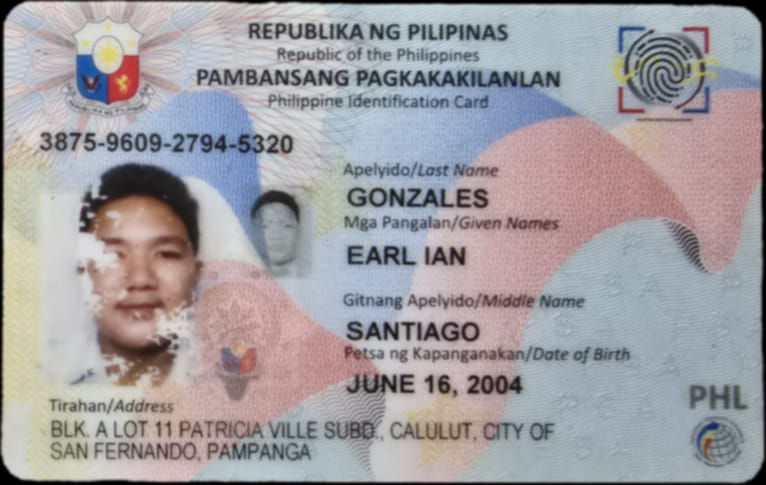 REPUBLIKA NG PILIPINAS
Republic of the Philippines
PAMBANSANG PAGKAKAKILANLAN
Philippine Identification Card
3875-9609-2794-5320
Apelyido/Last Name
GONZALES
Mga Pangalan/Given Names
EARL IAN
Gitnang Apelyido/Middle Name
SANTIAGO
Petsa ng Kapanganakan/Date of Birth
JUNE 16, 2004
PHL
Tirahan/Address
BLK. A LOT 11 PATRICIA VILLE SUBD., CALULUT, CITY OF
SAN FERNANDO, PAMPANGA